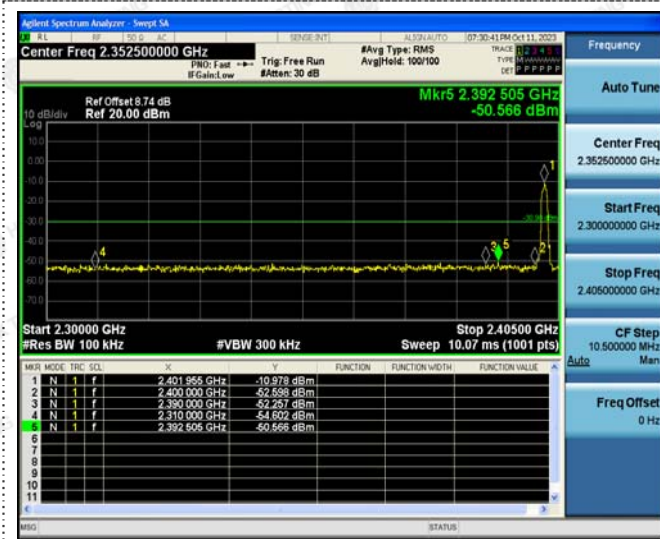 Agilent Spectrum Analyzer - Swept SA
RL RF 50 Ω AC SENSE:INT ALIGN AUTO 07:30:41 PM Oct 11, 2023
Center Freq 2.352500000 GHz
PNO: Fast
IFGain:Low
Trig: Free Run
#Atten: 30 dB
#Avg Type: RMS
Avg|Hold: 100/100
TRACE 1 2 3 4 5 6
TYPE M
DET P P P P P P
Ref Offset 8.74 dB
10 dB/div Ref 20.00 dBm
Log
Mkr5 2.392 505 GHz
-50.566 dBm
10.0
0.00
-10.0
-20.0
-30.0
-40.0
-50.0
-60.0
-70.0
1
4
3
5
2
Start 2.30000 GHz Stop 2.40500 GHz
#Res BW 100 kHz #VBW 300 kHz Sweep 10.07 ms (1001 pts)
MKR MODE TRC SCL X Y FUNCTION FUNCTION WIDTH FUNCTION VALUE
1 N 1 f 2.401 955 GHz -10.978 dBm
2 N 1 f 2.400 000 GHz -52.598 dBm
3 N 1 f 2.390 000 GHz -52.257 dBm
4 N 1 f 2.310 000 GHz -54.602 dBm
5 N 1 f 2.392 505 GHz -50.566 dBm
6
7
8
9
10
11
MSG STATUS
Frequency
Auto Tune
Center Freq
2.352500000 GHz
Start Freq
2.300000000 GHz
Stop Freq
2.405000000 GHz
CF Step
10.500000 MHz
Auto Man
Freq Offset
0 Hz